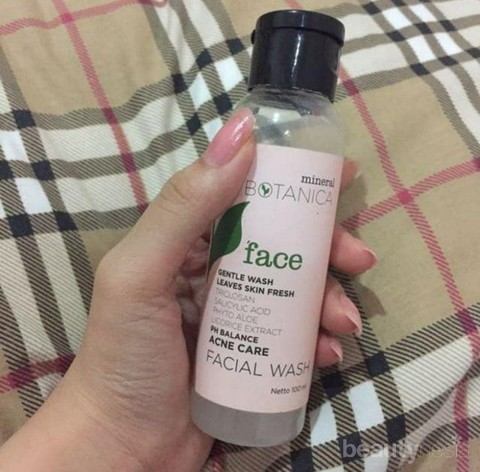 mineral
BOTANICA
face
GENTLE WASH
LEAVES SKIN FRESH
TRICLOSAN
SALICYLIC ACID
PHYTO ALOE
LICORICE EXTRACT
PH BALANCE
ACNE CARE
FACIAL WASH
Netto 100 ml
beauty